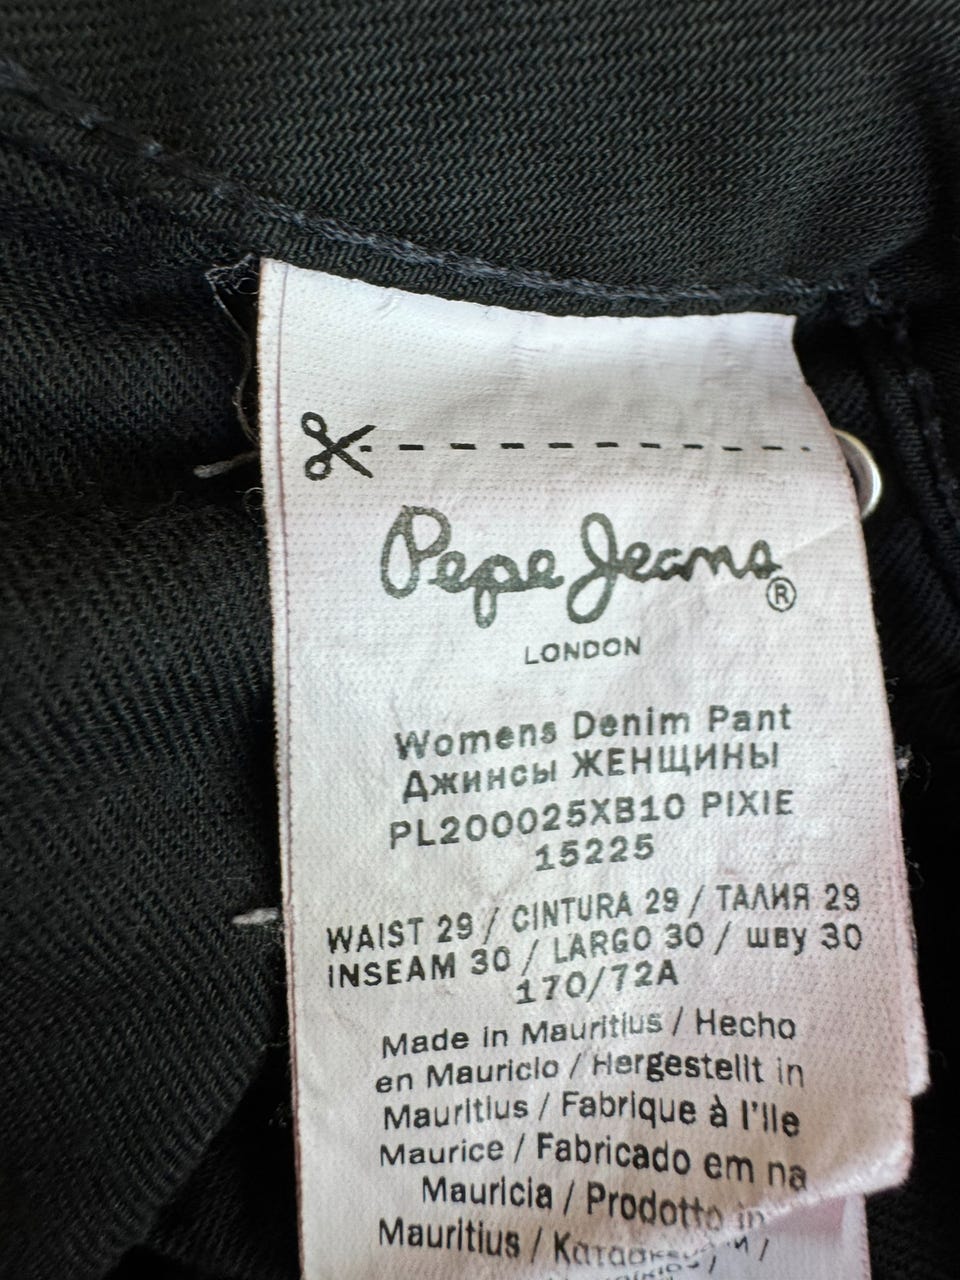 Pepe Jeans®
LONDON
Womens Denim Pant
Джинсы ЖЕНЩИНЫ
PL200025XB10 PIXIE
15225
WAIST 29 / CINTURA 29 / ТАЛИЯ 29
INSEAM 30 / LARGO 30 / шву 30
170/72A
Made in Mauritius / Hecho
en Mauricio / Hergestellt in
Mauritius / Fabrique à l'Ile
Maurice / Fabricado em na
Mauricia / Prodotto in
Mauritius /